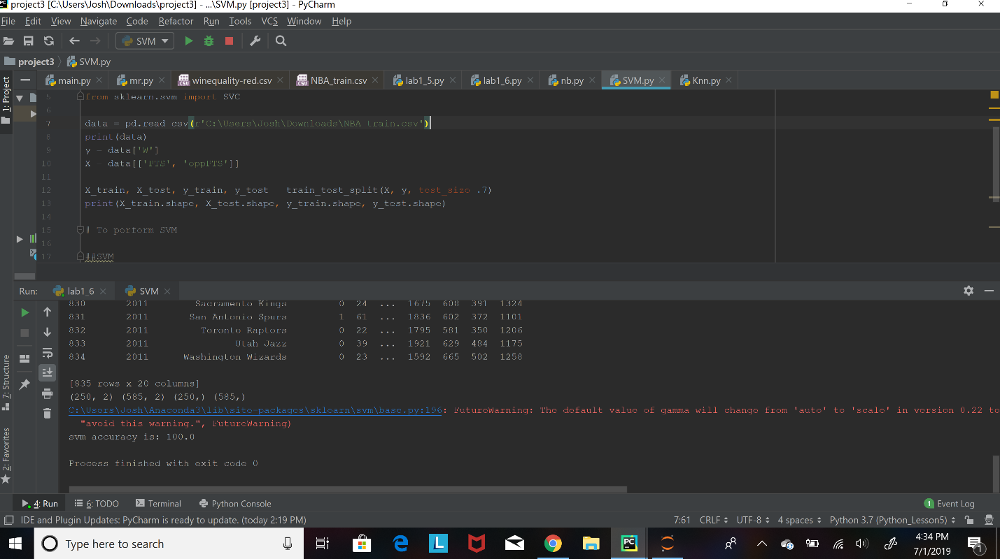 project3 [C:\Users\Josh\Downloads\project3] - ...\SVM.py [project3] - PyCharm
File Edit View Navigate Code Refactor Run Tools VCS Window Help
SVM
project3 SVM.py
main.py mr.py winequality-red.csv NBA_train.csv lab1_5.py lab1_6.py nb.py SVM.py Knn.py
1: Project
5 from sklearn.svm import SVC
6
7 data = pd.read_csv(r'C:\Users\Josh\Downloads\NBA_train.csv')
8 print(data)
9 y = data['W']
10 X = data[['PTS', 'oppPTS']]
11
12 X_train, X_test, y_train, y_test = train_test_split(X, y, test_size=.7)
13 print(X_train.shape, X_test.shape, y_train.shape, y_test.shape)
14
15 # To perform SVM
16
17 ##SVM
Run: lab1_6 SVM
830 2011 Sacramento Kings 0 24 ... 1675 608 391 1324
831 2011 San Antonio Spurs 1 61 ... 1836 602 372 1101
832 2011 Toronto Raptors 0 22 ... 1795 581 350 1206
833 2011 Utah Jazz 0 39 ... 1921 629 484 1175
834 2011 Washington Wizards 0 23 ... 1592 665 502 1258
[835 rows x 20 columns]
(250, 2) (585, 2) (250,) (585,)
C:\Users\Josh\Anaconda3\lib\site-packages\sklearn\svm\base.py:196: FutureWarning: The default value of gamma will change from 'auto' to 'scale' in version 0.22 to
"avoid this warning.", FutureWarning)
svm accuracy is: 100.0
Process finished with exit code 0
7: Structure
2: Favorites
4: Run 6: TODO Terminal Python Console 1 Event Log
IDE and Plugin Updates: PyCharm is ready to update. (today 2:19 PM) 7:61 CRLF UTF-8 4 spaces Python 3.7 (Python_Lesson5)
Type here to search
L
PC
4:34 PM
7/1/2019
1